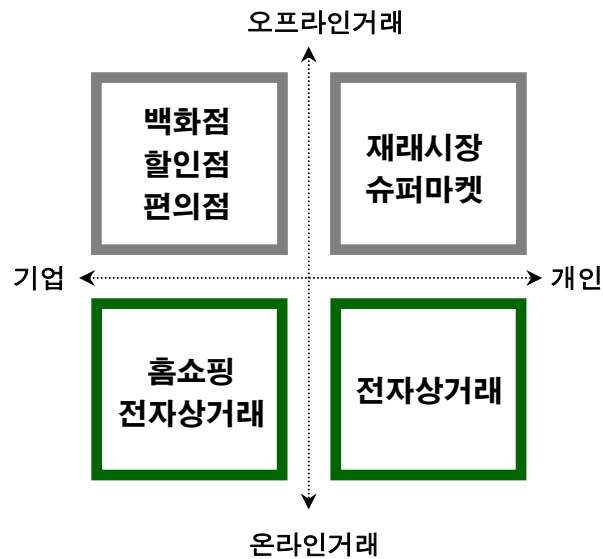 오프라인거래
백화점
할인점
편의점
재래시장
슈퍼마켓
기업
개인
홈쇼핑
전자상거래
전자상거래
온라인거래